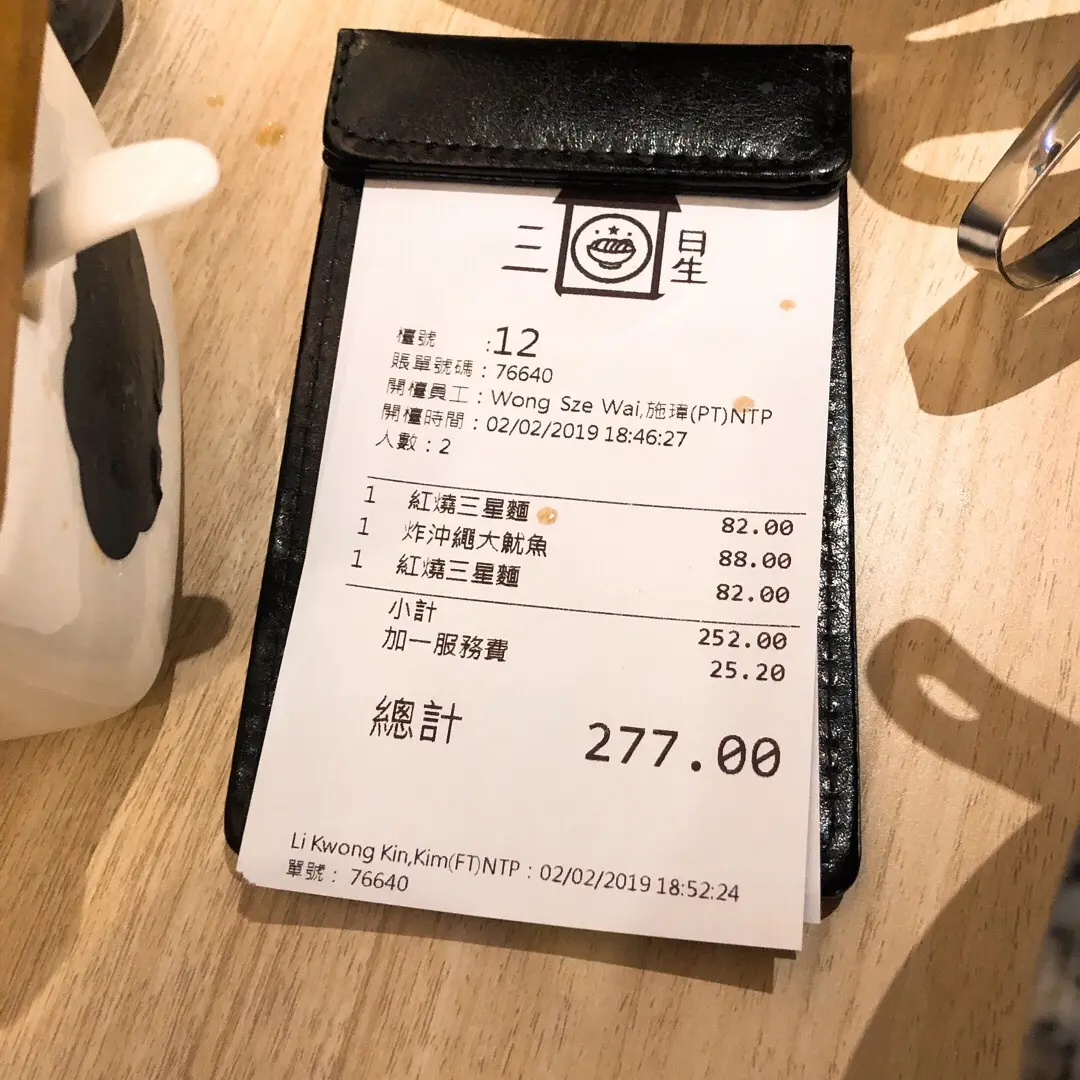 三星
檯號 :12
賬單號碼：76640
開檯員工：Wong Sze Wai,施瑋(PT)NTP
開檯時間：02/02/2019 18:46:27
人數：2
1 紅燒三星麵 82.00
1 炸沖繩大魷魚 88.00
1 紅燒三星麵 82.00
小計 252.00
加一服務費 25.20
總計 277.00
Li Kwong Kin,Kim(FT)NTP：02/02/2019 18:52:24
單號： 76640